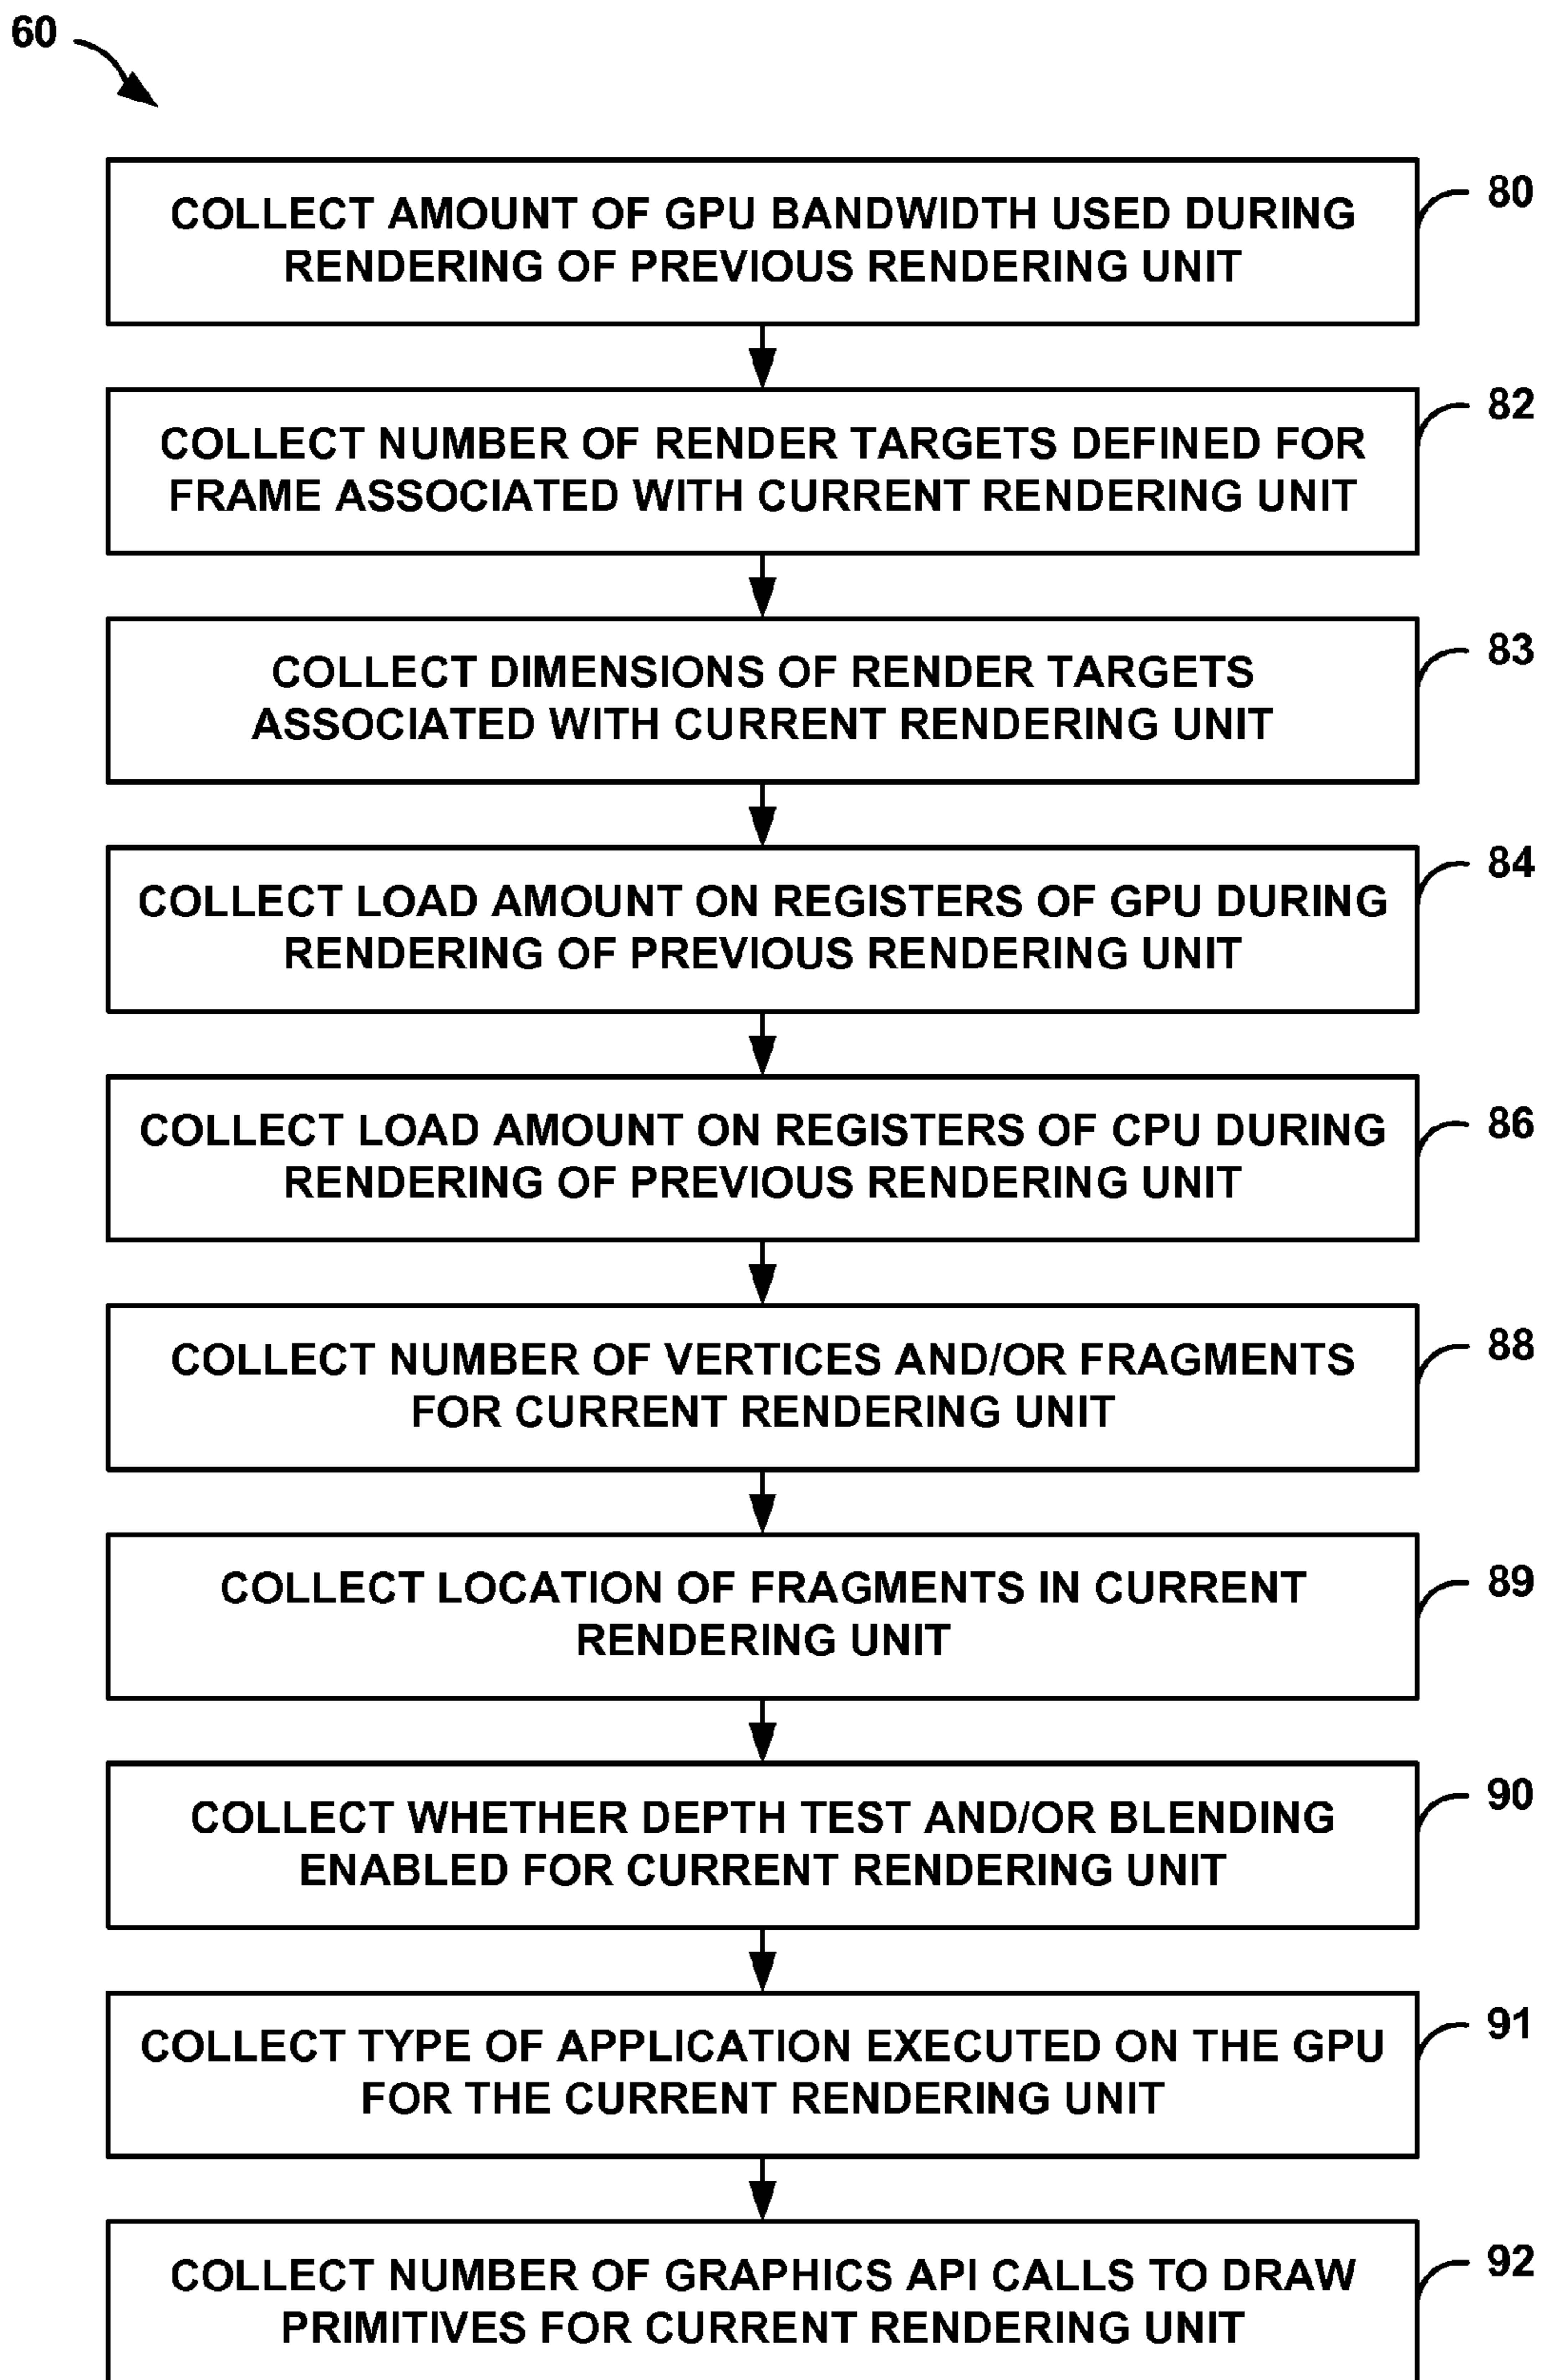 60
COLLECT AMOUNT OF GPU BANDWIDTH USED DURING
RENDERING OF PREVIOUS RENDERING UNIT
80
COLLECT NUMBER OF RENDER TARGETS DEFINED FOR
FRAME ASSOCIATED WITH CURRENT RENDERING UNIT
82
COLLECT DIMENSIONS OF RENDER TARGETS
ASSOCIATED WITH CURRENT RENDERING UNIT
83
COLLECT LOAD AMOUNT ON REGISTERS OF GPU DURING
RENDERING OF PREVIOUS RENDERING UNIT
84
COLLECT LOAD AMOUNT ON REGISTERS OF CPU DURING
RENDERING OF PREVIOUS RENDERING UNIT
86
COLLECT NUMBER OF VERTICES AND/OR FRAGMENTS
FOR CURRENT RENDERING UNIT
88
COLLECT LOCATION OF FRAGMENTS IN CURRENT
RENDERING UNIT
89
COLLECT WHETHER DEPTH TEST AND/OR BLENDING
ENABLED FOR CURRENT RENDERING UNIT
90
COLLECT TYPE OF APPLICATION EXECUTED ON THE GPU
FOR THE CURRENT RENDERING UNIT
91
COLLECT NUMBER OF GRAPHICS API CALLS TO DRAW
PRIMITIVES FOR CURRENT RENDERING UNIT
92